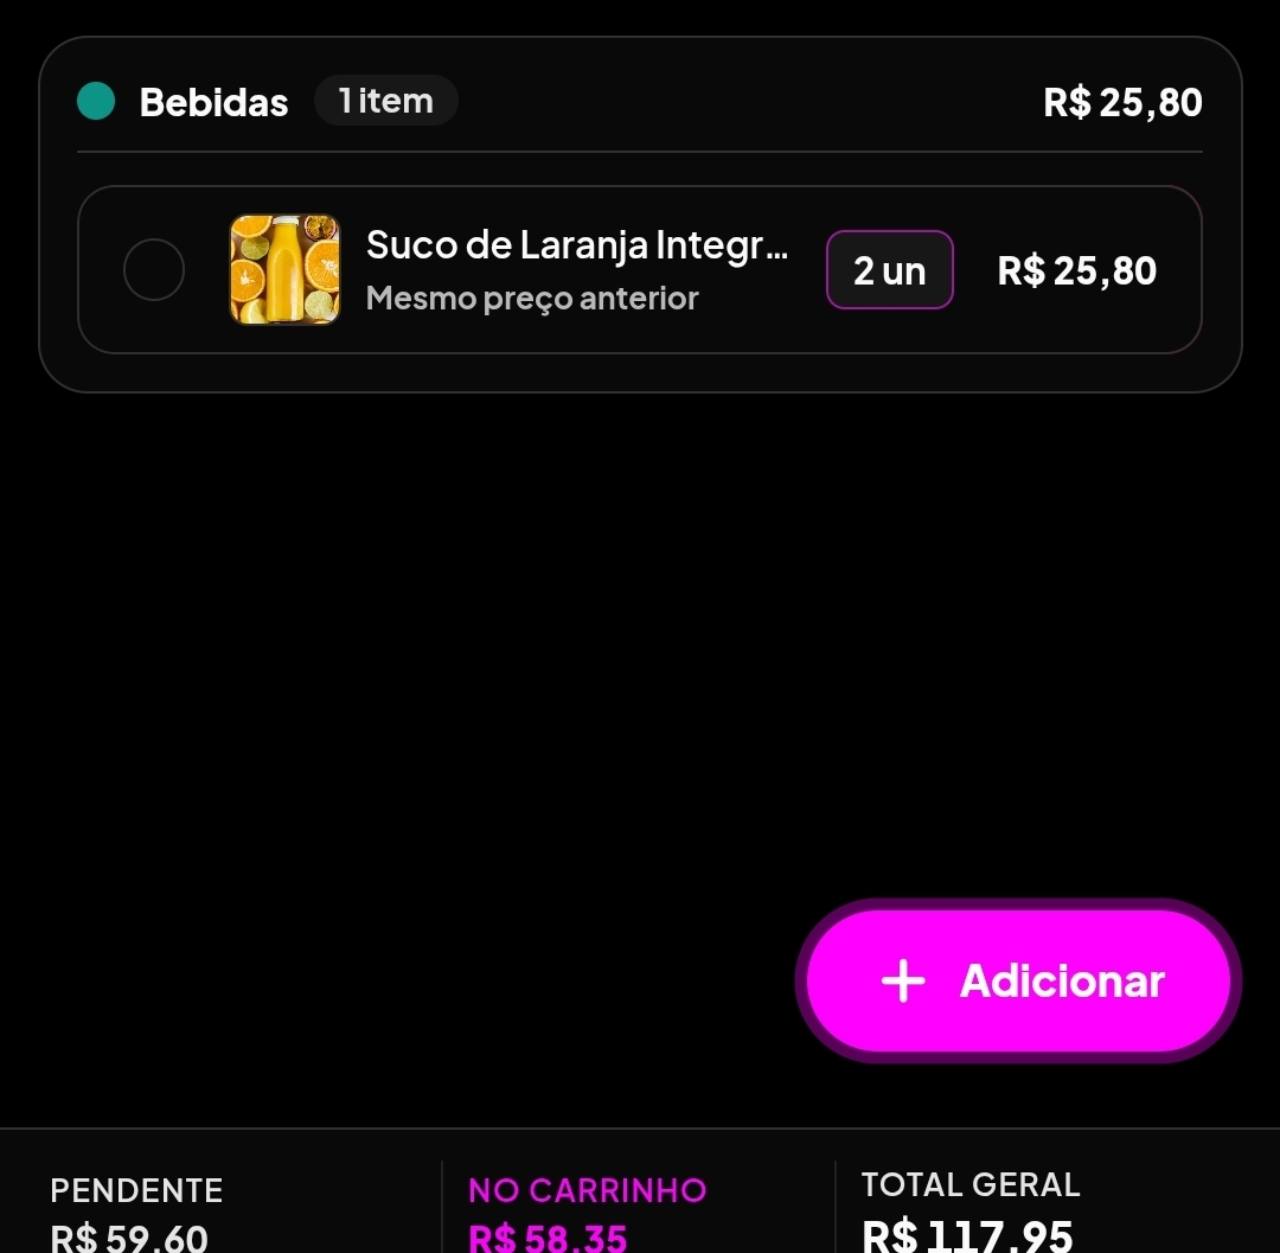 Bebidas 1 item R$ 25,80
Suco de Laranja Integr...
Mesmo preço anterior
2 un R$ 25,80
+ Adicionar
PENDENTE
R$ 59,60
NO CARRINHO
R$ 58,35
TOTAL GERAL
R$ 117,95